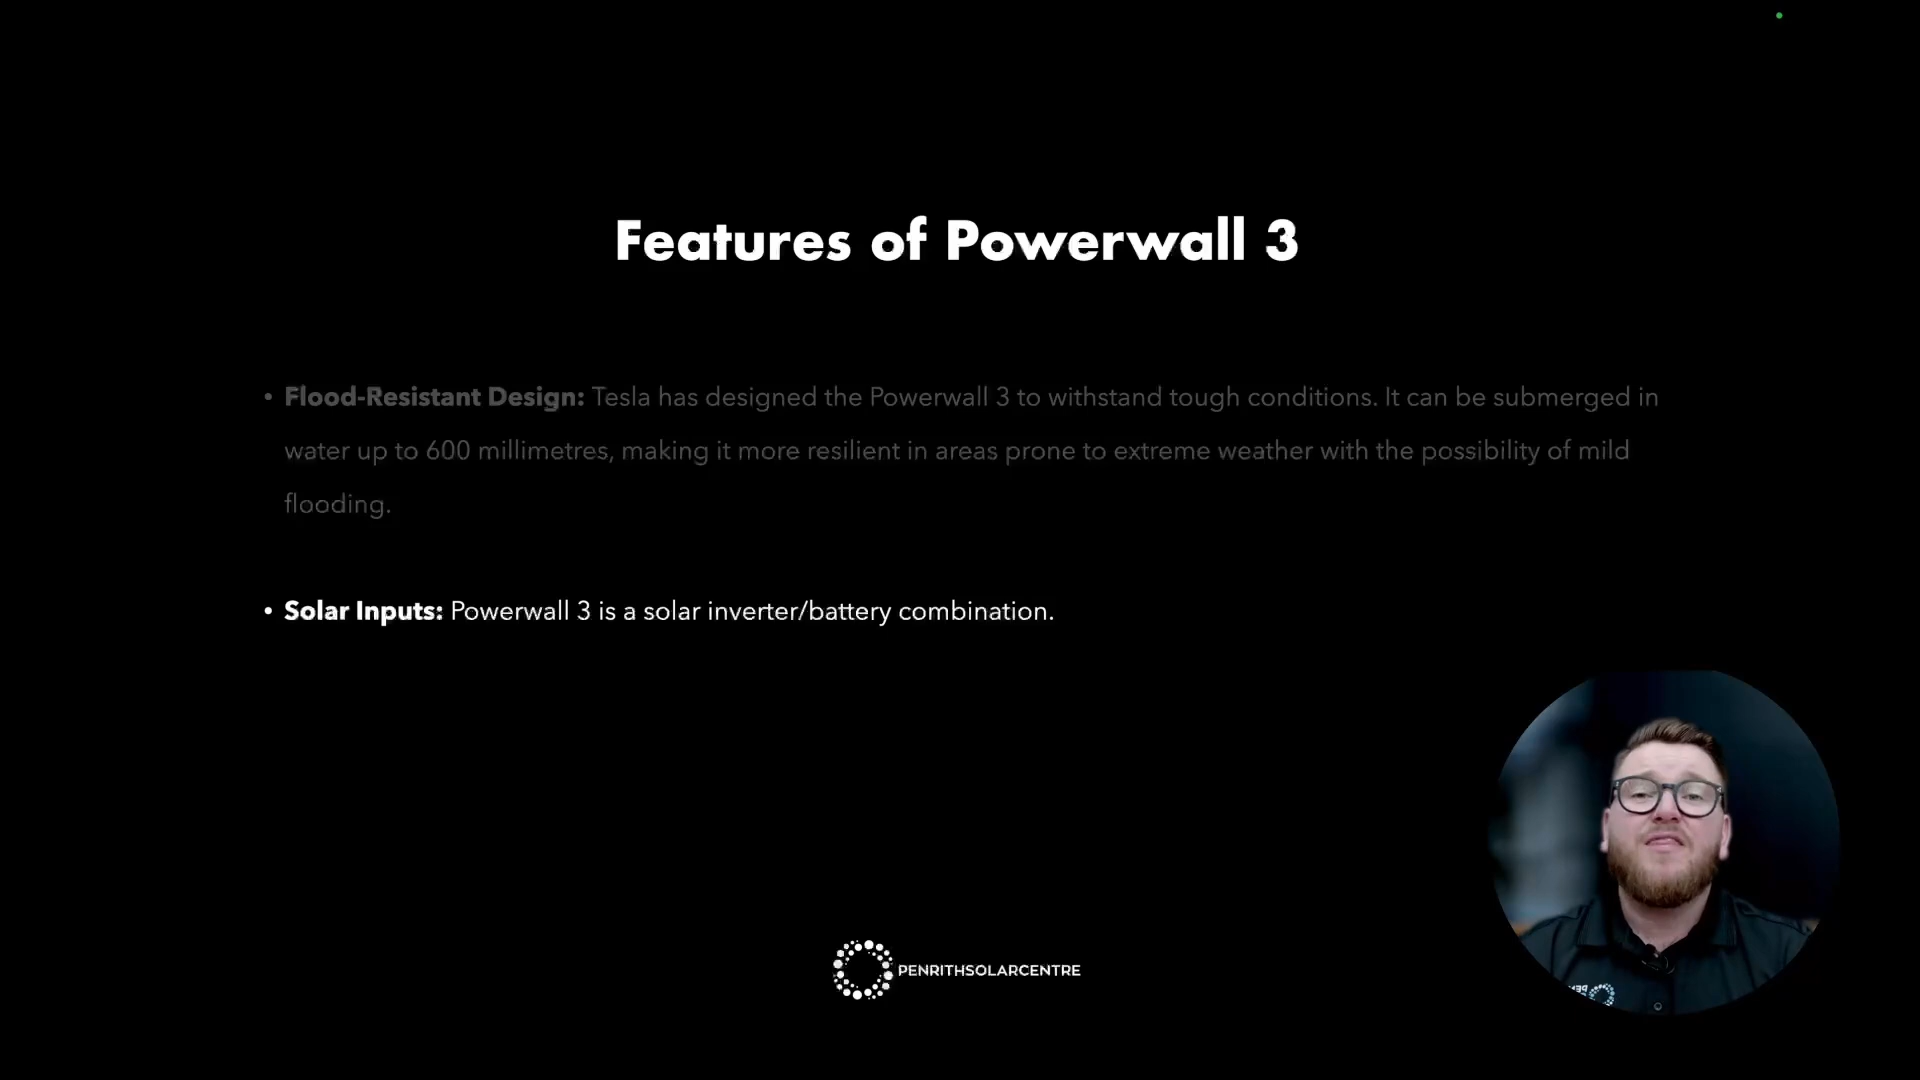 Features of Powerwall 3
• Flood-Resistant Design: Tesla has designed the Powerwall 3 to withstand tough conditions. It can be submerged in
water up to 600 millimetres, making it more resilient in areas prone to extreme weather with the possibility of mild
flooding.
• Solar Inputs: Powerwall 3 is a solar inverter/battery combination.
PENRITHSOLARCENTRE